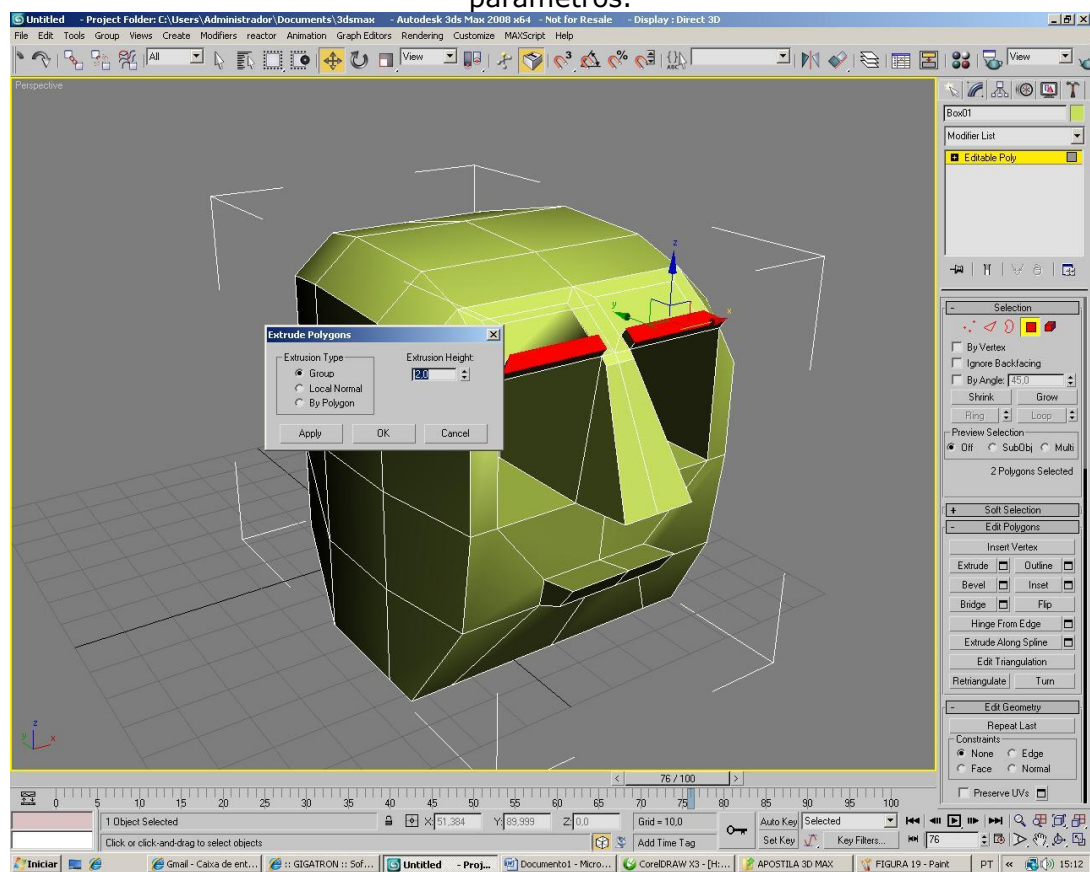 parâmetros:
Untitled - Project Folder: C:\Users\Administrador\Documents\3dsmax - Autodesk 3ds Max 2008 x64 - Not for Resale - Display : Direct 3D
File Edit Tools Group Views Create Modifiers reactor Animation Graph Editors Rendering Customize MAXScript Help
All View View
Perspective
Box01
Modifier List
Editable Poly
z
y
x
Extrude Polygons
Extrusion Type
Group
Local Normal
By Polygon
Extrusion Height:
2,0
Apply OK Cancel
- Selection
By Vertex
Ignore Backfacing
By Angle: 45,0
Shrink Grow
Ring Loop
Preview Selection
Off SubObj Multi
2 Polygons Selected
+ Soft Selection
- Edit Polygons
Insert Vertex
Extrude Outline
Bevel Inset
Bridge Flip
Hinge From Edge
Extrude Along Spline
Edit Triangulation
Retriangulate Turn
- Edit Geometry
Repeat Last
Constraints
None Edge
Face Normal
Preserve UVs
z
y x
< 76 / 100 >
0 5 10 15 20 25 30 35 40 45 50 55 60 65 70 75 80 85 90 95 100
1 Object Selected X: 51,384 Y: 89,999 Z: 0,0 Grid = 10,0 Auto Key Selected
Click or click-and-drag to select objects Add Time Tag Set Key Key Filters... 76
Iniciar Gmail - Caixa de ent... :: GIGATRON :: Sof... Untitled - Proj... Documento1 - Micro... CorelDRAW X3 - [H:... APOSTILA 3D MAX FIGURA 19 - Paint PT « 15:12